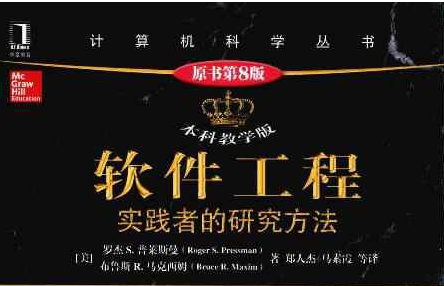 计算机科学丛书
Mc
Graw
Hill
Education
原书第8版
本科教学版
软件工程
实践者的研究方法
[美] 罗杰S.普莱斯曼(Roger S. Pressman)
布鲁斯R.马克西姆(Bruce R. Maxim) 著 郑人杰 马素霞 等译